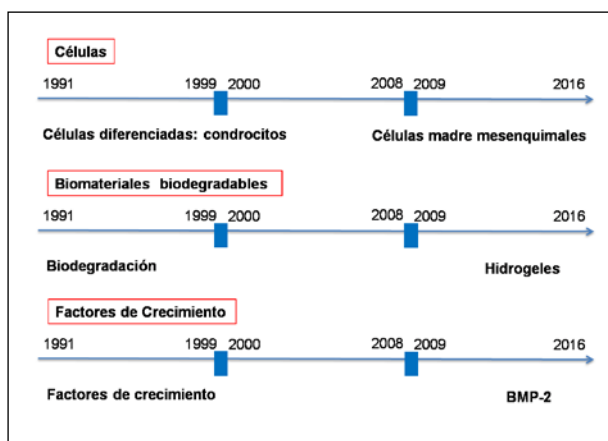 Células
1991 1999 2000 2008 2009 2016
Células diferenciadas: condrocitos Células madre mesenquimales
Biomateriales biodegradables
1991 1999 2000 2008 2009 2016
Biodegradación Hidrogeles
Factores de Crecimiento
1991 1999 2000 2008 2009 2016
Factores de crecimiento BMP-2